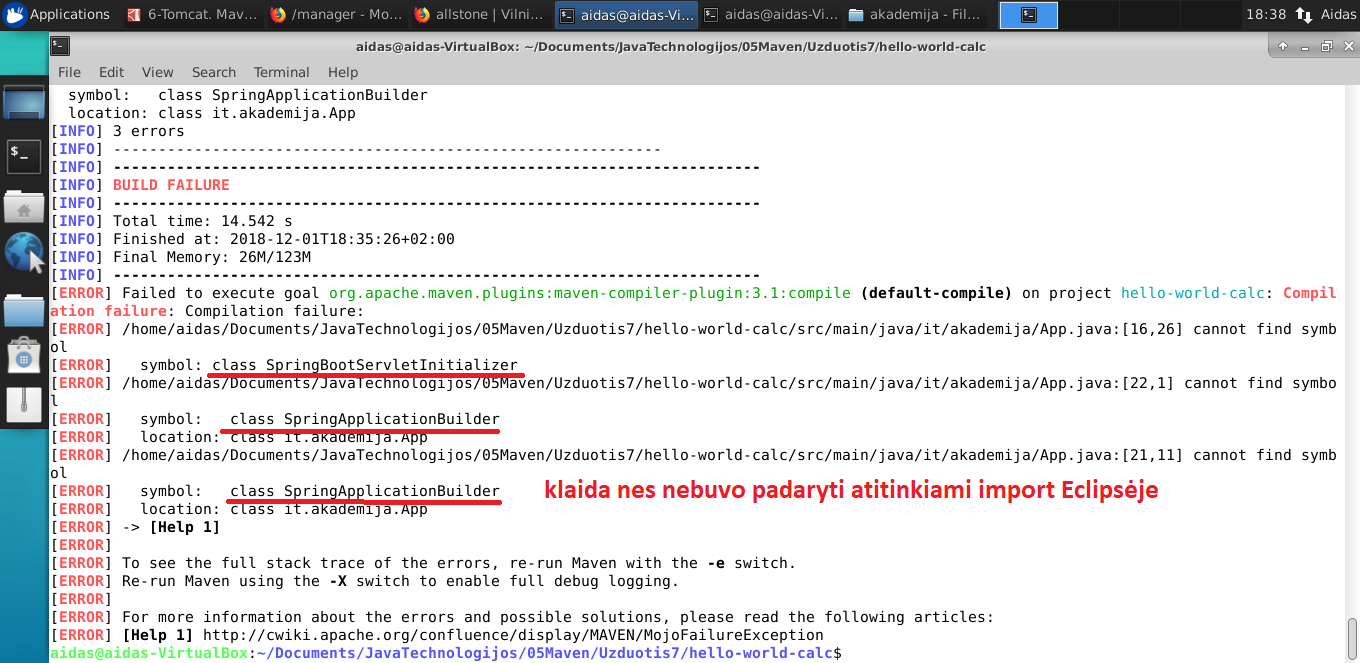 Applications 6-Tomcat. Mav... /manager - Mo... allstone | Vilni... aidas@aidas-Vi... aidas@aidas-Vi... akademija - Fil... 18:38 Aidas
aidas@aidas-VirtualBox: ~/Documents/JavaTechnologijos/05Maven/Uzduotis7/hello-world-calc
File Edit View Search Terminal Help
symbol:   class SpringApplicationBuilder
location: class it.akademija.App
[INFO] 3 errors
[INFO] -------------------------------------------------------------
[INFO] ------------------------------------------------------------------------
[INFO] BUILD FAILURE
[INFO] ------------------------------------------------------------------------
[INFO] Total time: 14.542 s
[INFO] Finished at: 2018-12-01T18:35:26+02:00
[INFO] Final Memory: 26M/123M
[INFO] ------------------------------------------------------------------------
[ERROR] Failed to execute goal org.apache.maven.plugins:maven-compiler-plugin:3.1:compile (default-compile) on project hello-world-calc: Compil
ation failure: Compilation failure:
[ERROR] /home/aidas/Documents/JavaTechnologijos/05Maven/Uzduotis7/hello-world-calc/src/main/java/it/akademija/App.java:[16,26] cannot find symb
ol
[ERROR]   symbol: class SpringBootServletInitializer
[ERROR] /home/aidas/Documents/JavaTechnologijos/05Maven/Uzduotis7/hello-world-calc/src/main/java/it/akademija/App.java:[22,1] cannot find symbo
l
[ERROR]   symbol:   class SpringApplicationBuilder
[ERROR]   location: class it.akademija.App
[ERROR] /home/aidas/Documents/JavaTechnologijos/05Maven/Uzduotis7/hello-world-calc/src/main/java/it/akademija/App.java:[21,11] cannot find symb
ol
[ERROR]   symbol:   class SpringApplicationBuilder klaida nes nebuvo padaryti atitinkiami import Eclipsėje
[ERROR]   location: class it.akademija.App
[ERROR] -> [Help 1]
[ERROR]
[ERROR] To see the full stack trace of the errors, re-run Maven with the -e switch.
[ERROR] Re-run Maven using the -X switch to enable full debug logging.
[ERROR]
[ERROR] For more information about the errors and possible solutions, please read the following articles:
[ERROR] [Help 1] http://cwiki.apache.org/confluence/display/MAVEN/MojoFailureException
aidas@aidas-VirtualBox:~/Documents/JavaTechnologijos/05Maven/Uzduotis7/hello-world-calc$